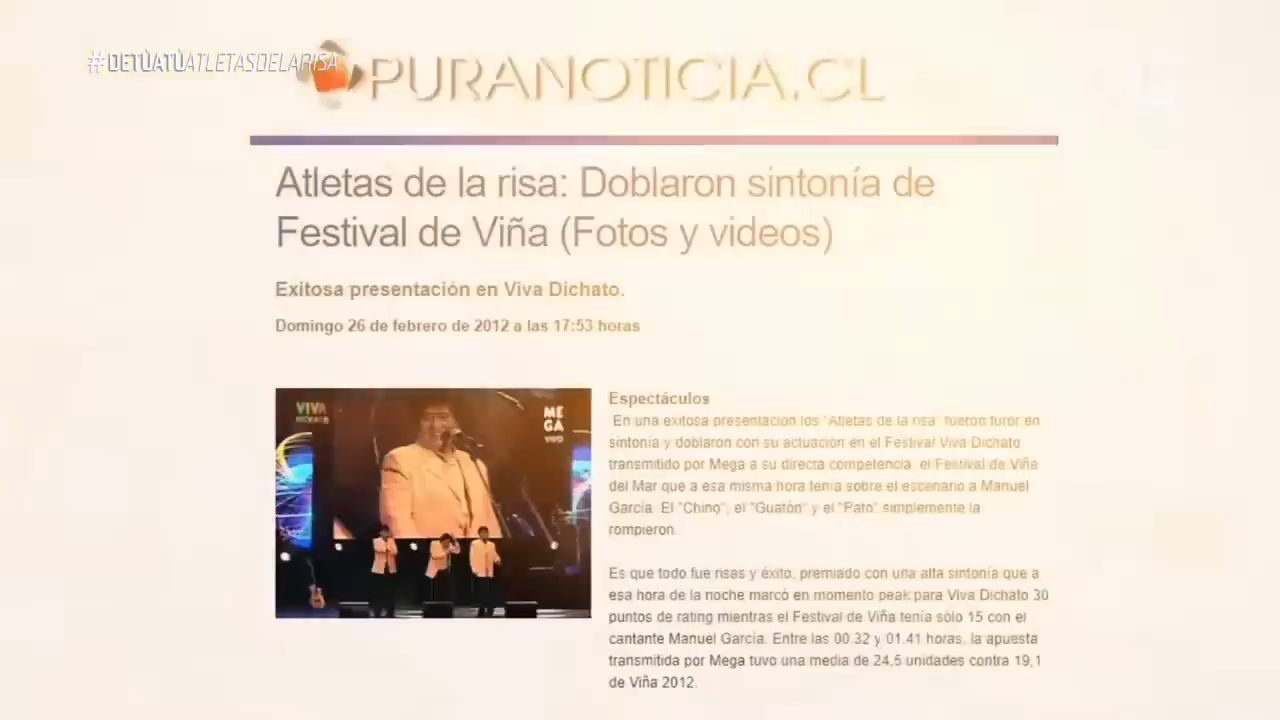 #DETÙATÙATLETASDELARISA
PURANOTICIA.CL
Atletas de la risa: Doblaron sintonía de
Festival de Viña (Fotos y videos)
Exitosa presentación en Viva Dichato.
Domingo 26 de febrero de 2012 a las 17:53 horas
VIVA
DICHATO
ME
GA
VIVO
Espectáculos
En una exitosa presentación los "Atletas de la risa" fueron furor en
sintonía y doblaron con su actuación en el Festival Viva Dichato
transmitido por Mega a su directa competencia, el Festival de Viña
del Mar que a esa misma hora tenía sobre el escenario a Manuel
García. El "Chino", el "Guatón" y el "Pato" simplemente la
rompieron.
Es que todo fue risas y éxito, premiado con una alta sintonía que a
esa hora de la noche marcó en momento peak para Viva Dichato 30
puntos de rating mientras el Festival de Viña tenía sólo 15 con el
cantante Manuel García. Entre las 00.32 y 01.41 horas, la apuesta
transmitida por Mega tuvo una media de 24,5 unidades contra 19,1
de Viña 2012.